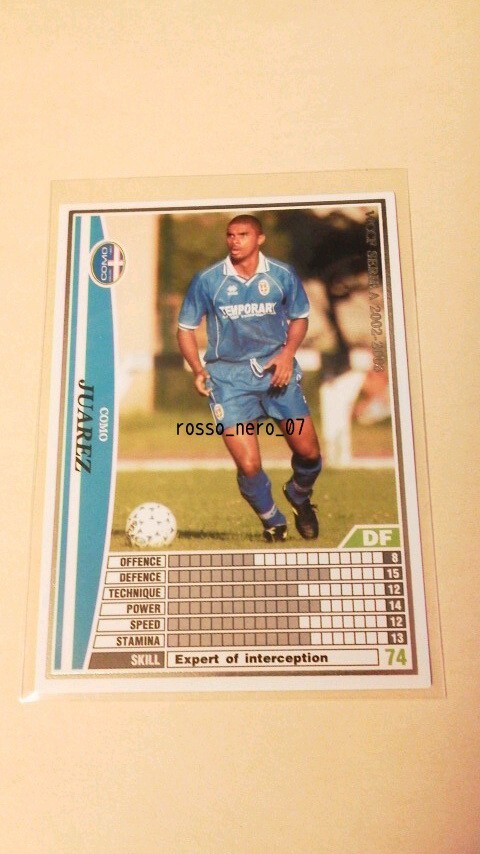 WCCF SERIE A 2002-2003
COMO
COMO
JUAREZ
TEMPORARY
rosso_nero_07
DF
OFFENCE 8
DEFENCE 15
TECHNIQUE 12
POWER 14
SPEED 12
STAMINA 13
SKILL Expert of interception 74